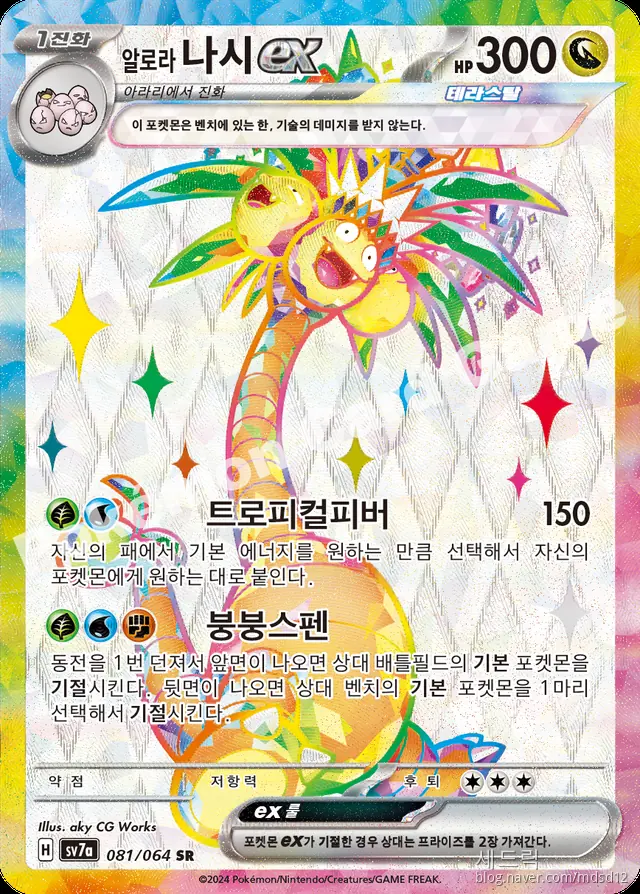 1진화
알로라 나시 ex HP 300
아라리에서 진화
테라스탈
이 포켓몬은 벤치에 있는 한, 기술의 데미지를 받지 않는다.
트로피컬피버 150
자신의 패에서 기본 에너지를 원하는 만큼 선택해서 자신의
포켓몬에게 원하는 대로 붙인다.
붕붕스펜
동전을 1번 던져서 앞면이 나오면 상대 배틀필드의 기본 포켓몬을
기절시킨다. 뒷면이 나오면 상대 벤치의 기본 포켓몬을 1마리
선택해서 기절시킨다.
약점 저항력 후퇴
ex 룰
포켓몬 ex가 기절한 경우 상대는 프라이즈를 2장 가져간다.
Illus. aky CG Works
H sv7a 081/064 SR
©2024 Pokémon/Nintendo/Creatures/GAME FREAK.
세드릭
blog.naver.com/mdsd12